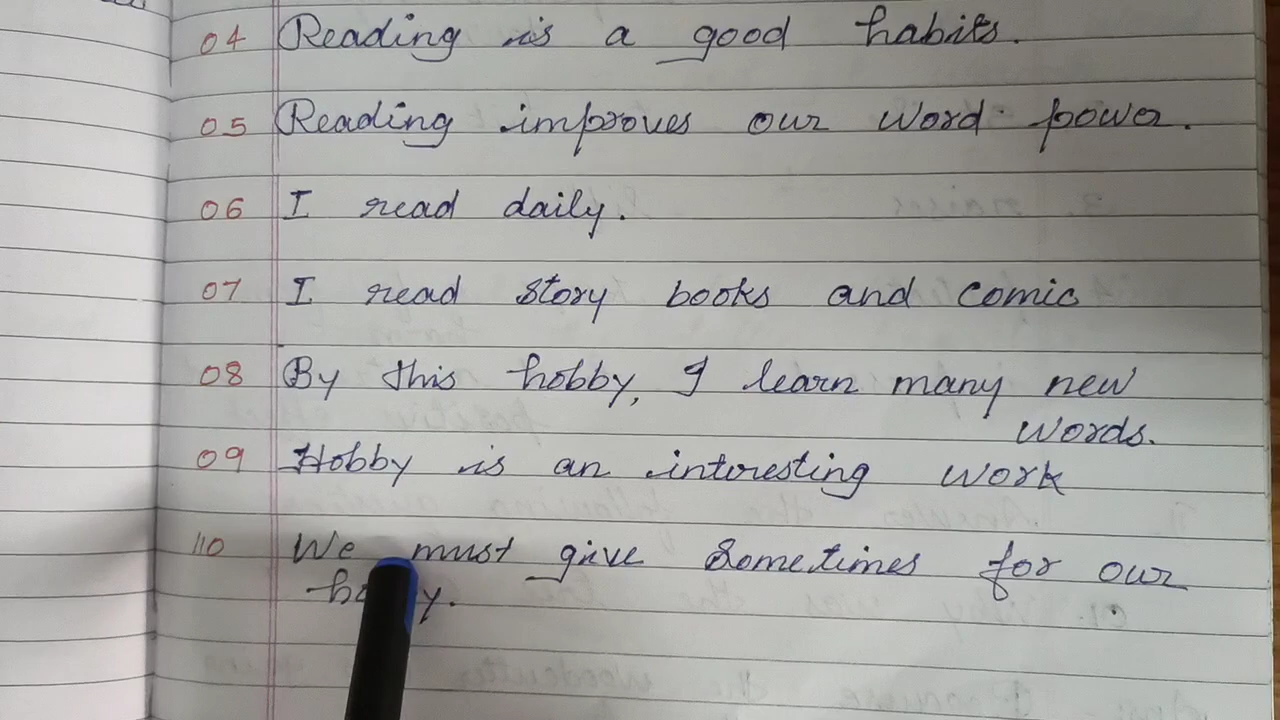 04 Reading is a good habits.
05 Reading improves our word power.
06 I read daily.
07 I read story books and comic
08 By this hobby, I learn many new
words.
09 Hobby is an interesting work
10 We must give sometimes for our